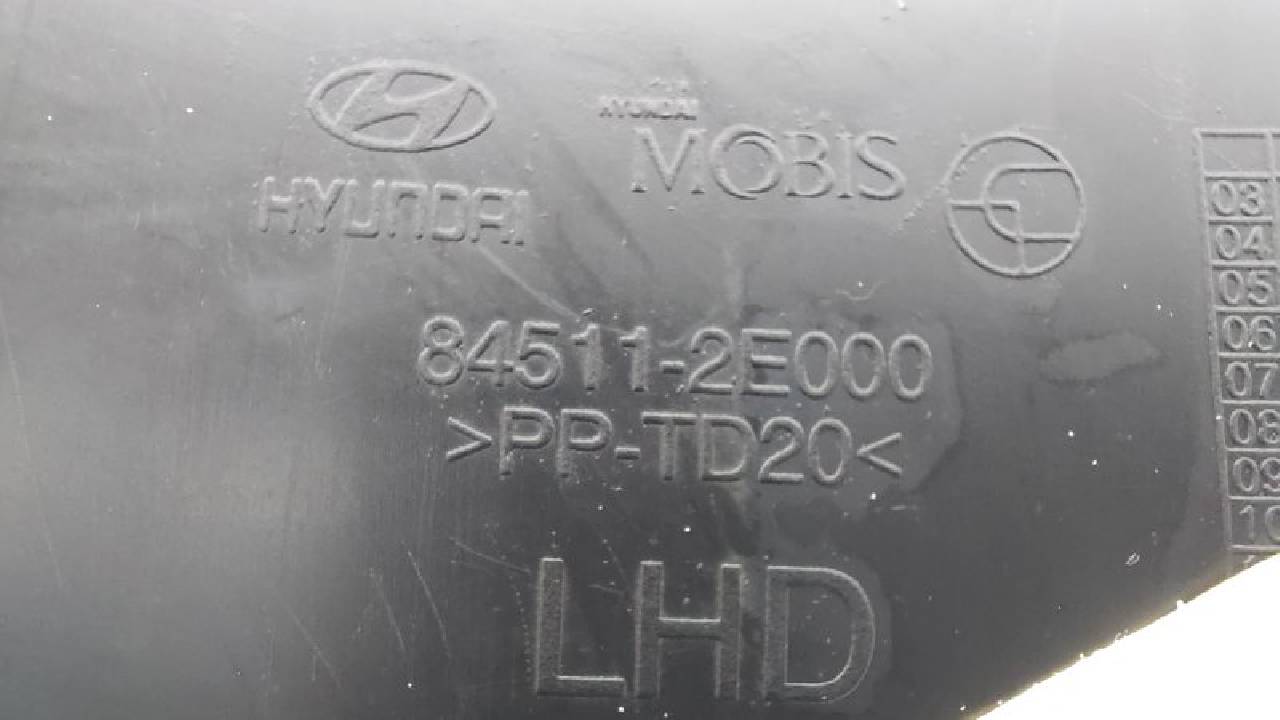 HYUNDAI
HYUNDAI
MOBIS
84511-2E000
>PP-TD20<
LHD
03
04
05
06
07
08
09
10